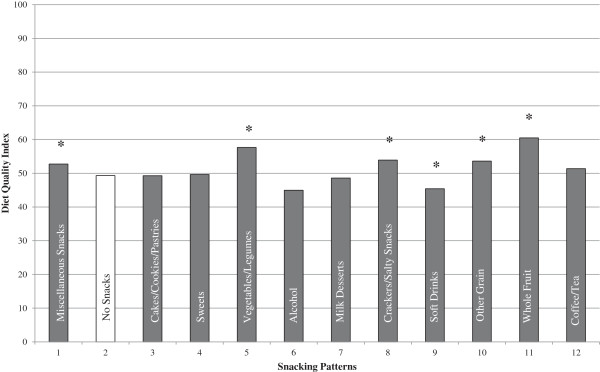 100
90
80
70
60
50
40
30
20
10
0
Diet Quality Index
*
*
*
*
*
*
Miscellaneous Snacks
No Snacks
Cakes/Cookies/Pastries
Sweets
Vegetables/Legumes
Alcohol
Milk Desserts
Crackers/Salty Snacks
Soft Drinks
Other Grain
Whole Fruit
Coffee/Tea
1 2 3 4 5 6 7 8 9 10 11 12
Snacking Patterns